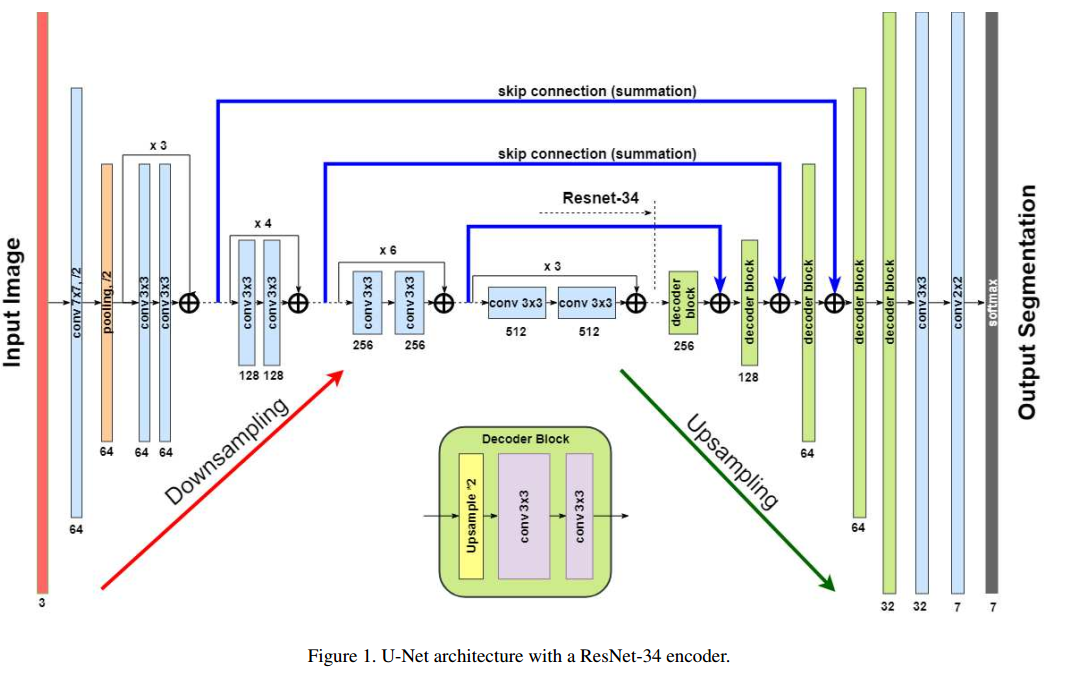 skip connection (summation)
skip connection (summation)
Resnet-34
x 3
x 4
x 6
x 3
Input Image
conv 7x7, /2
pooling, /2
conv 3x3
conv 3x3
conv 3x3
conv 3x3
conv 3x3
conv 3x3
conv 3x3
conv 3x3
decoder block
decoder block
decoder block
decoder block
decoder block
conv 3x3
conv 2x2
softmax
Output Segmentation
512
512
256
256
256
128 128
128
64
64 64
64
64
64
3
32
32
7
7
Downsampling
Upsampling
Decoder Block
Upsample *2
conv 3x3
conv 3x3
Figure 1. U-Net architecture with a ResNet-34 encoder.